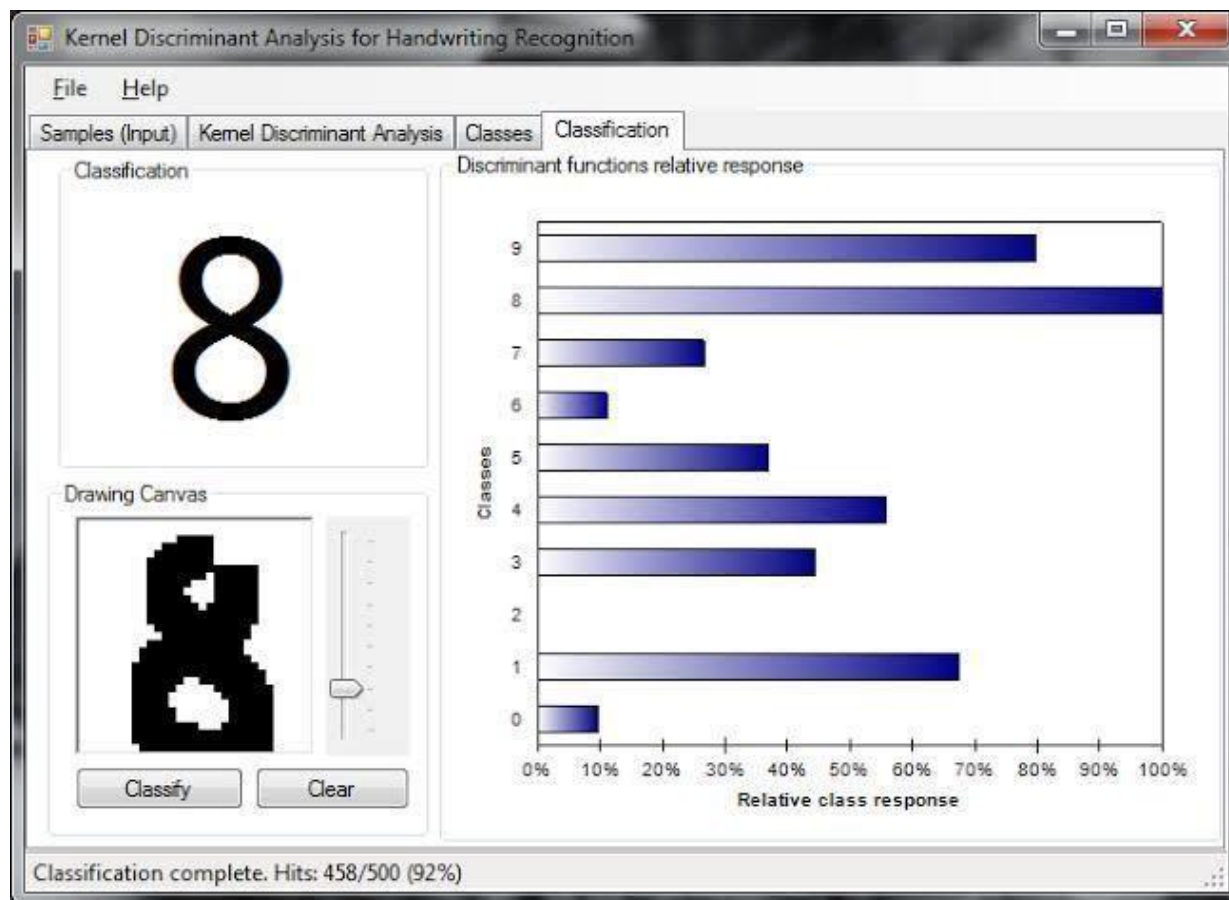 Kernel Discriminant Analysis for Handwriting Recognition
File Help
Samples (Input) Kernel Discriminant Analysis Classes Classification
Classification
8
Drawing Canvas
8
Classify Clear
Discriminant functions relative response
Classes
9
8
7
6
5
4
3
2
1
0
0% 10% 20% 30% 40% 50% 60% 70% 80% 90% 100%
Relative class response
Classification complete. Hits: 458/500 (92%)